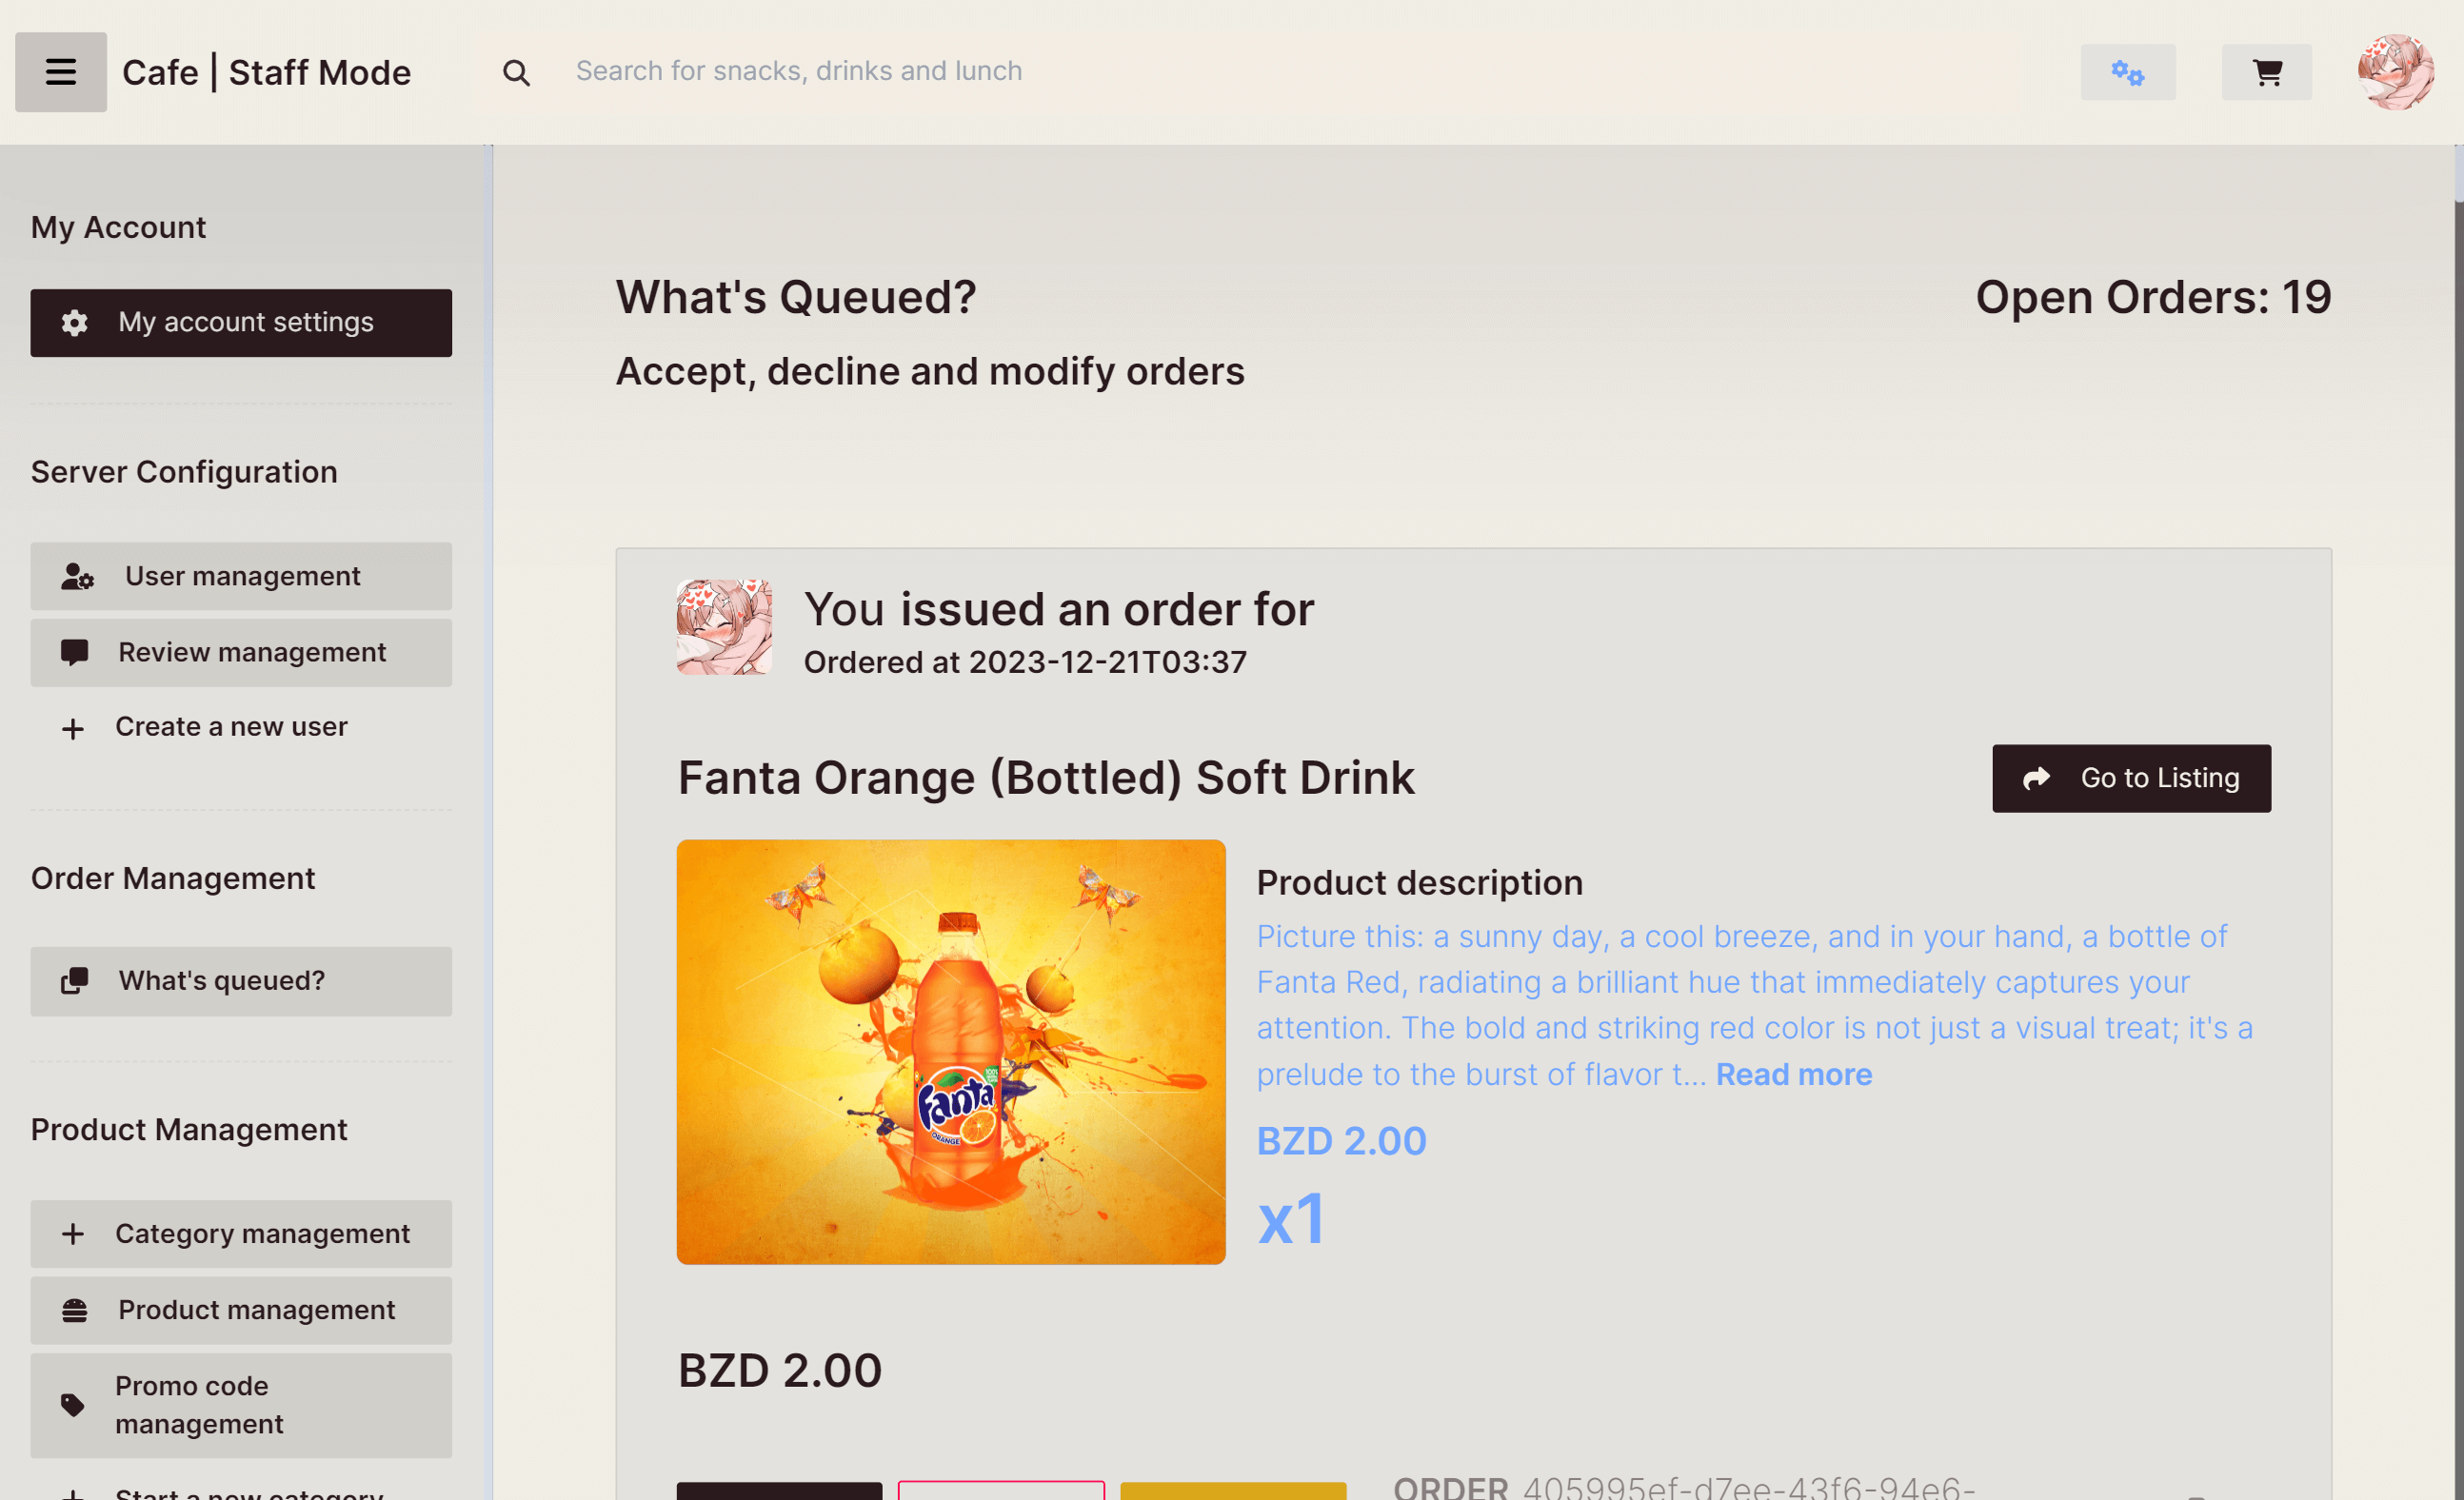 Cafe | Staff Mode
Search for snacks, drinks and lunch
My Account
My account settings
Server Configuration
User management
Review management
Create a new user
Order Management
What's queued?
Product Management
Category management
Product management
Promo code
management
Start a new category
What's Queued?
Open Orders: 19
Accept, decline and modify orders
You issued an order for
Ordered at 2023-12-21T03:37
Fanta Orange (Bottled) Soft Drink
Go to Listing
Fanta
ORANGE
Product description
Picture this: a sunny day, a cool breeze, and in your hand, a bottle of
Fanta Red, radiating a brilliant hue that immediately captures your
attention. The bold and striking red color is not just a visual treat; it's a
prelude to the burst of flavor t... Read more
BZD 2.00
x1
BZD 2.00
ORDER 405995ef-d7ee-43f6-94e6-